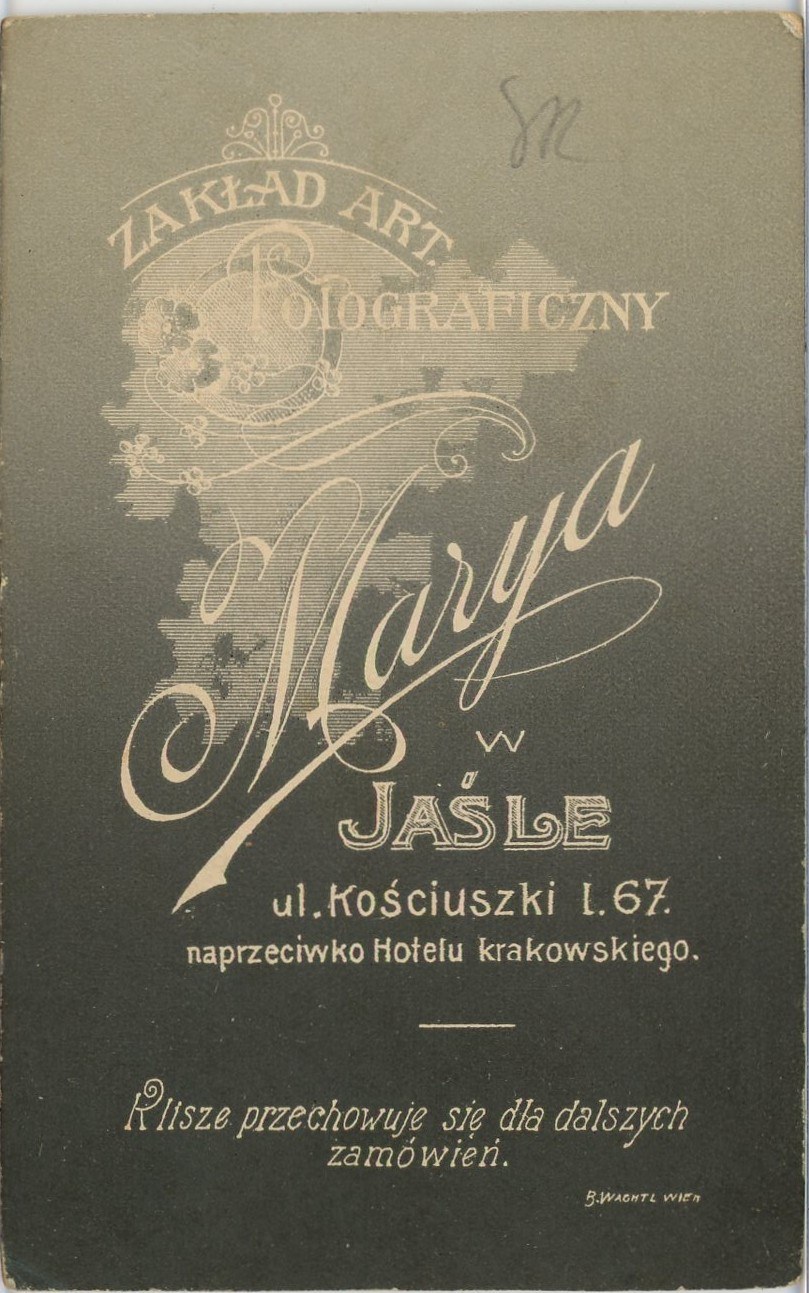 ZAKŁAD ART.
FOTOGRAFICZNY
Marya
W
JAŚLE
ul. Kościuszki l. 67.
naprzeciwko Hotelu krakowskiego.
Klisze przechowuje się dla dalszych
zamówień.
B. WACHTL WIEN